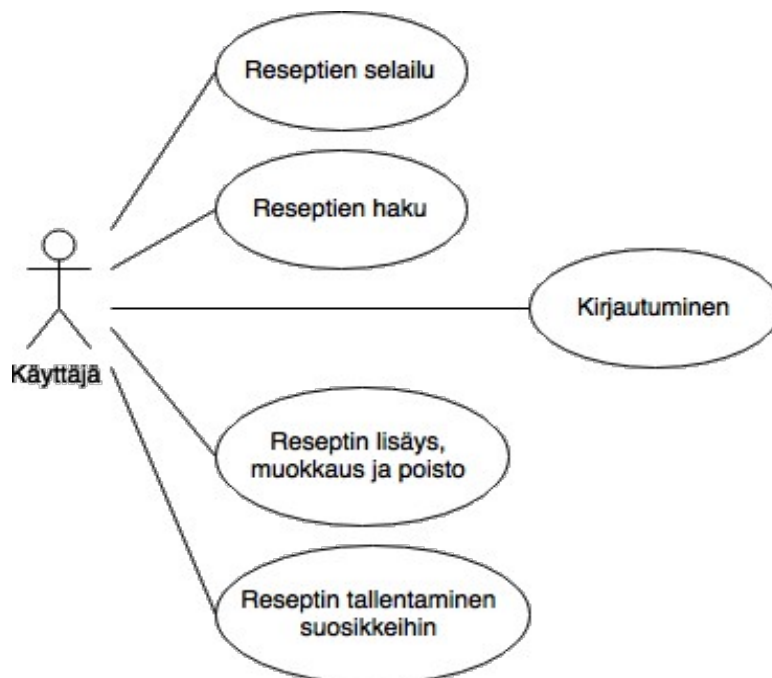 Reseptien selailu
Reseptien haku
Kirjautuminen
Käyttäjä
Reseptin lisäys,
muokkaus ja poisto
Reseptin tallentaminen
suosikkeihin